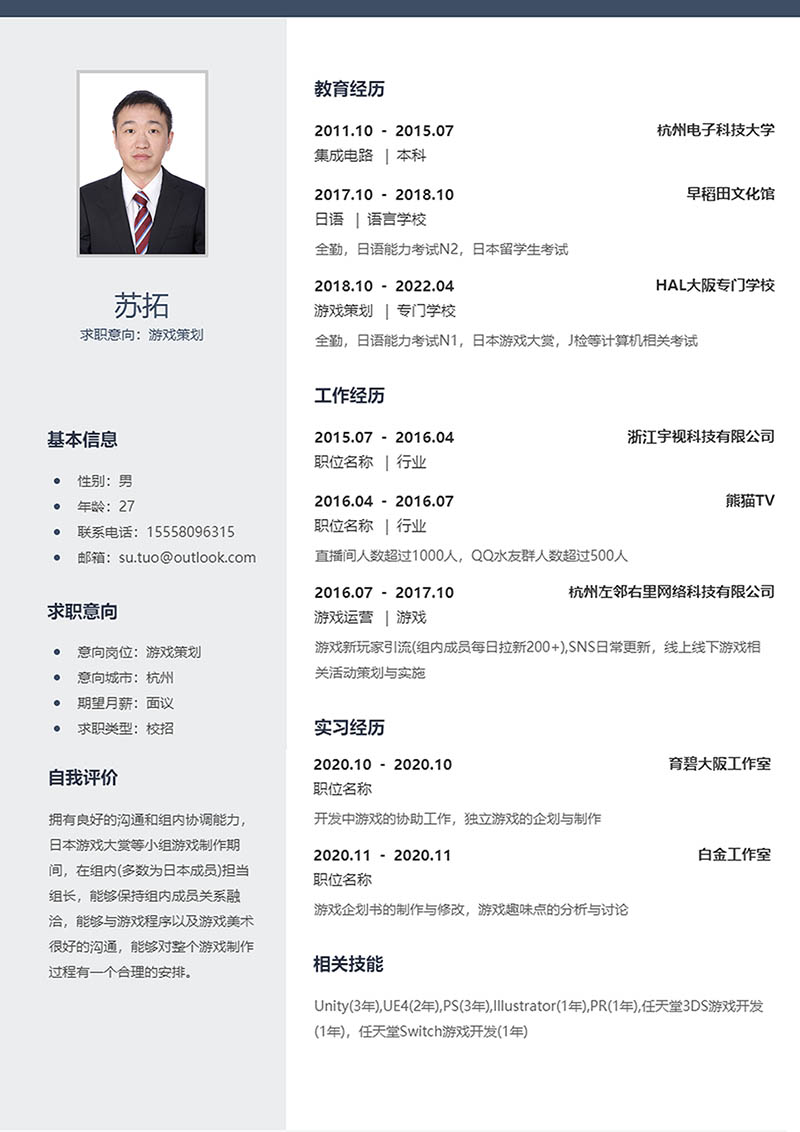 苏拓
求职意向：游戏策划
基本信息
性别：男
年龄：27
联系电话：15558096315
邮箱：su.tuo@outlook.com
求职意向
意向岗位：游戏策划
意向城市：杭州
期望月薪：面议
求职类型：校招
自我评价
拥有良好的沟通和组内协调能力，
日本游戏大赏等小组游戏制作期
间，在组内(多数为日本成员)担当
组长，能够保持组内成员关系融
洽，能够与游戏程序以及游戏美术
很好的沟通，能够对整个游戏制作
过程有一个合理的安排。
教育经历
2011.10 - 2015.07 杭州电子科技大学
集成电路 | 本科
2017.10 - 2018.10 早稻田文化馆
日语 | 语言学校
全勤，日语能力考试N2，日本留学生考试
2018.10 - 2022.04 HAL大阪专门学校
游戏策划 | 专门学校
全勤，日语能力考试N1，日本游戏大赏，J检等计算机相关考试
工作经历
2015.07 - 2016.04 浙江宇视科技有限公司
职位名称 | 行业
2016.04 - 2016.07 熊猫TV
职位名称 | 行业
直播间人数超过1000人，QQ水友群人数超过500人
2016.07 - 2017.10 杭州左邻右里网络科技有限公司
游戏运营 | 游戏
游戏新玩家引流(组内成员每日拉新200+),SNS日常更新，线上线下游戏相
关活动策划与实施
实习经历
2020.10 - 2020.10 育碧大阪工作室
职位名称
开发中游戏的协助工作，独立游戏的企划与制作
2020.11 - 2020.11 白金工作室
职位名称
游戏企划书的制作与修改，游戏趣味点的分析与讨论
相关技能
Unity(3年),UE4(2年),PS(3年),Illustrator(1年),PR(1年),任天堂3DS游戏开发
(1年)，任天堂Switch游戏开发(1年)